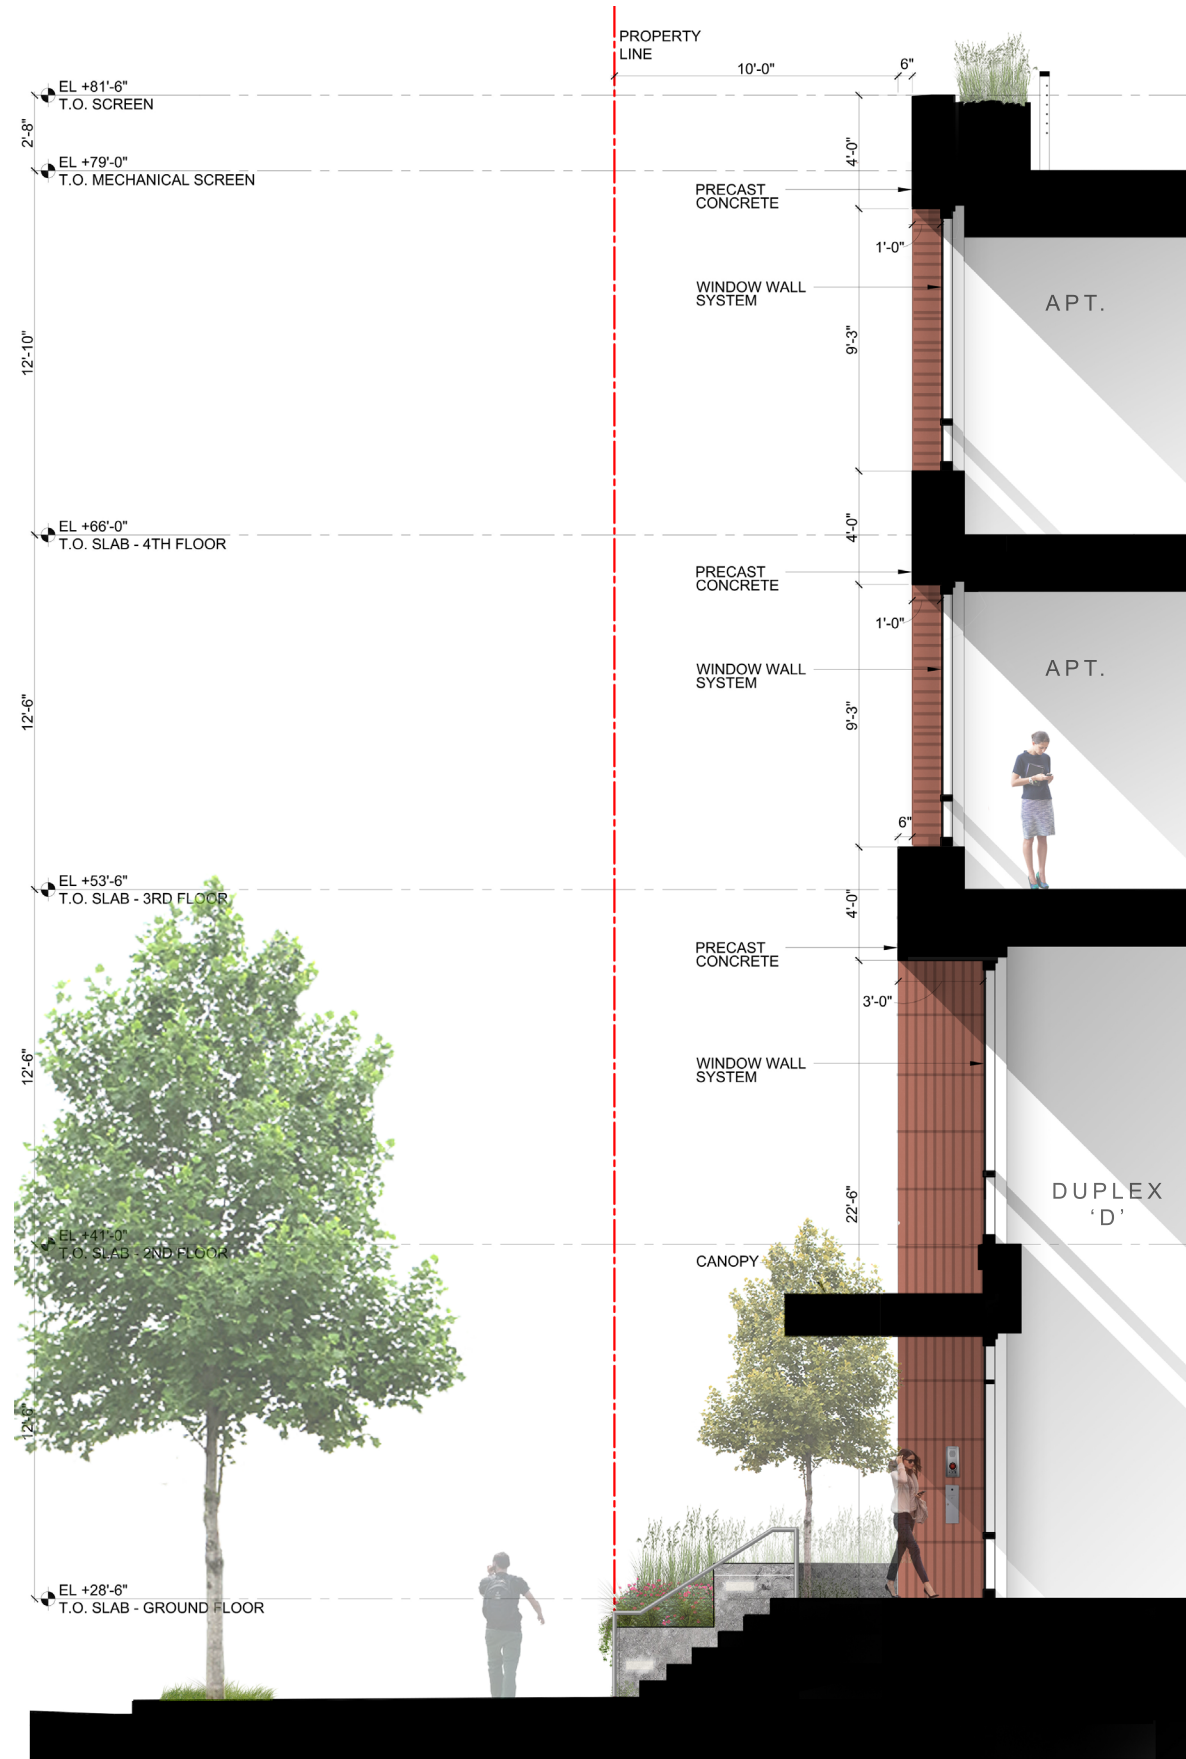 PROPERTY
LINE
10'-0"
6"
EL +81'-6"
T.O. SCREEN
2'-8"
4'-0"
EL +79'-0"
T.O. MECHANICAL SCREEN
PRECAST
CONCRETE
1'-0"
WINDOW WALL
SYSTEM
APT.
12'-10"
9'-3"
EL +66'-0"
T.O. SLAB - 4TH FLOOR
4'-0"
PRECAST
CONCRETE
1'-0"
WINDOW WALL
SYSTEM
APT.
12'-6"
9'-3"
6"
EL +53'-6"
T.O. SLAB - 3RD FLOOR
4'-0"
PRECAST
CONCRETE
3'-0"
WINDOW WALL
SYSTEM
12'-6"
DUPLEX
‘D’
22'-6"
EL +41'-0"
T.O. SLAB - 2ND FLOOR
CANOPY
12'-6"
EL +28'-6"
T.O. SLAB - GROUND FLOOR